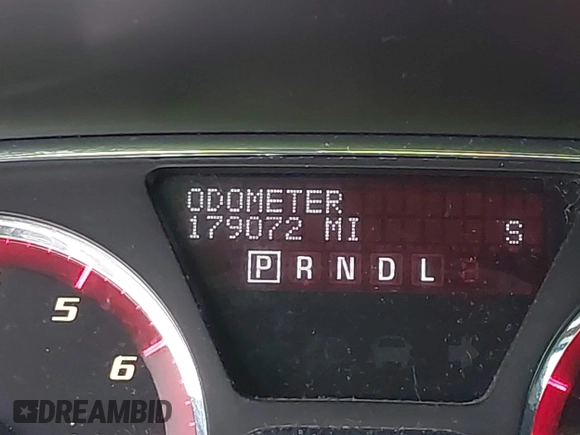 ODOMETER
179072 MI S
P R N D L
5
6
DREAMBID